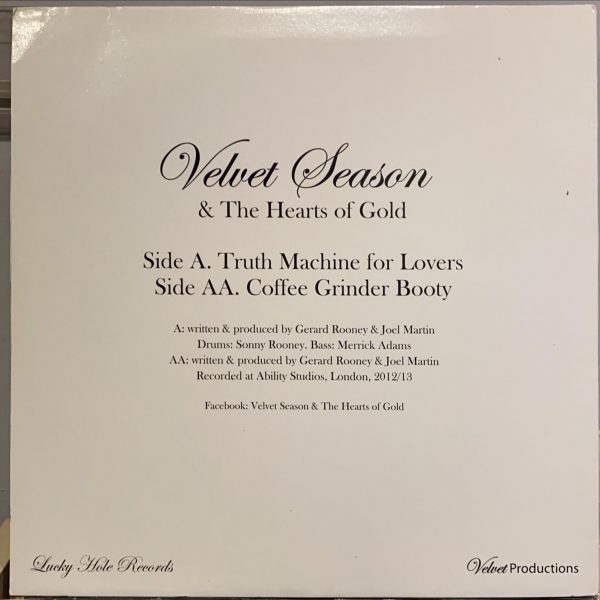 Velvet Season
& The Hearts of Gold
Side A. Truth Machine for Lovers
Side AA. Coffee Grinder Booty
A: written & produced by Gerard Rooney & Joel Martin
Drums: Sonny Rooney. Bass: Merrick Adams
AA: written & produced by Gerard Rooney & Joel Martin
Recorded at Ability Studios, London, 2012/13
Facebook: Velvet Season & The Hearts of Gold
Lucky Hole Records
Velvet Productions